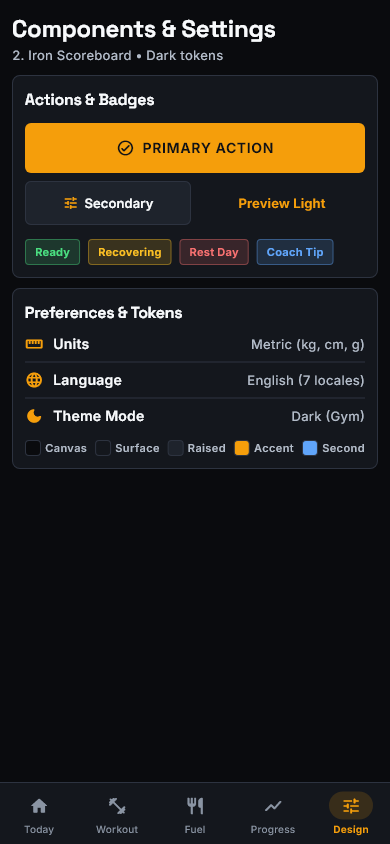 Components & Settings
2. Iron Scoreboard • Dark tokens
Actions & Badges
PRIMARY ACTION
Secondary Preview Light
Ready Recovering Rest Day Coach Tip
Preferences & Tokens
Units Metric (kg, cm, g)
Language English (7 locales)
Theme Mode Dark (Gym)
Canvas Surface Raised Accent Second
Today Workout Fuel Progress Design